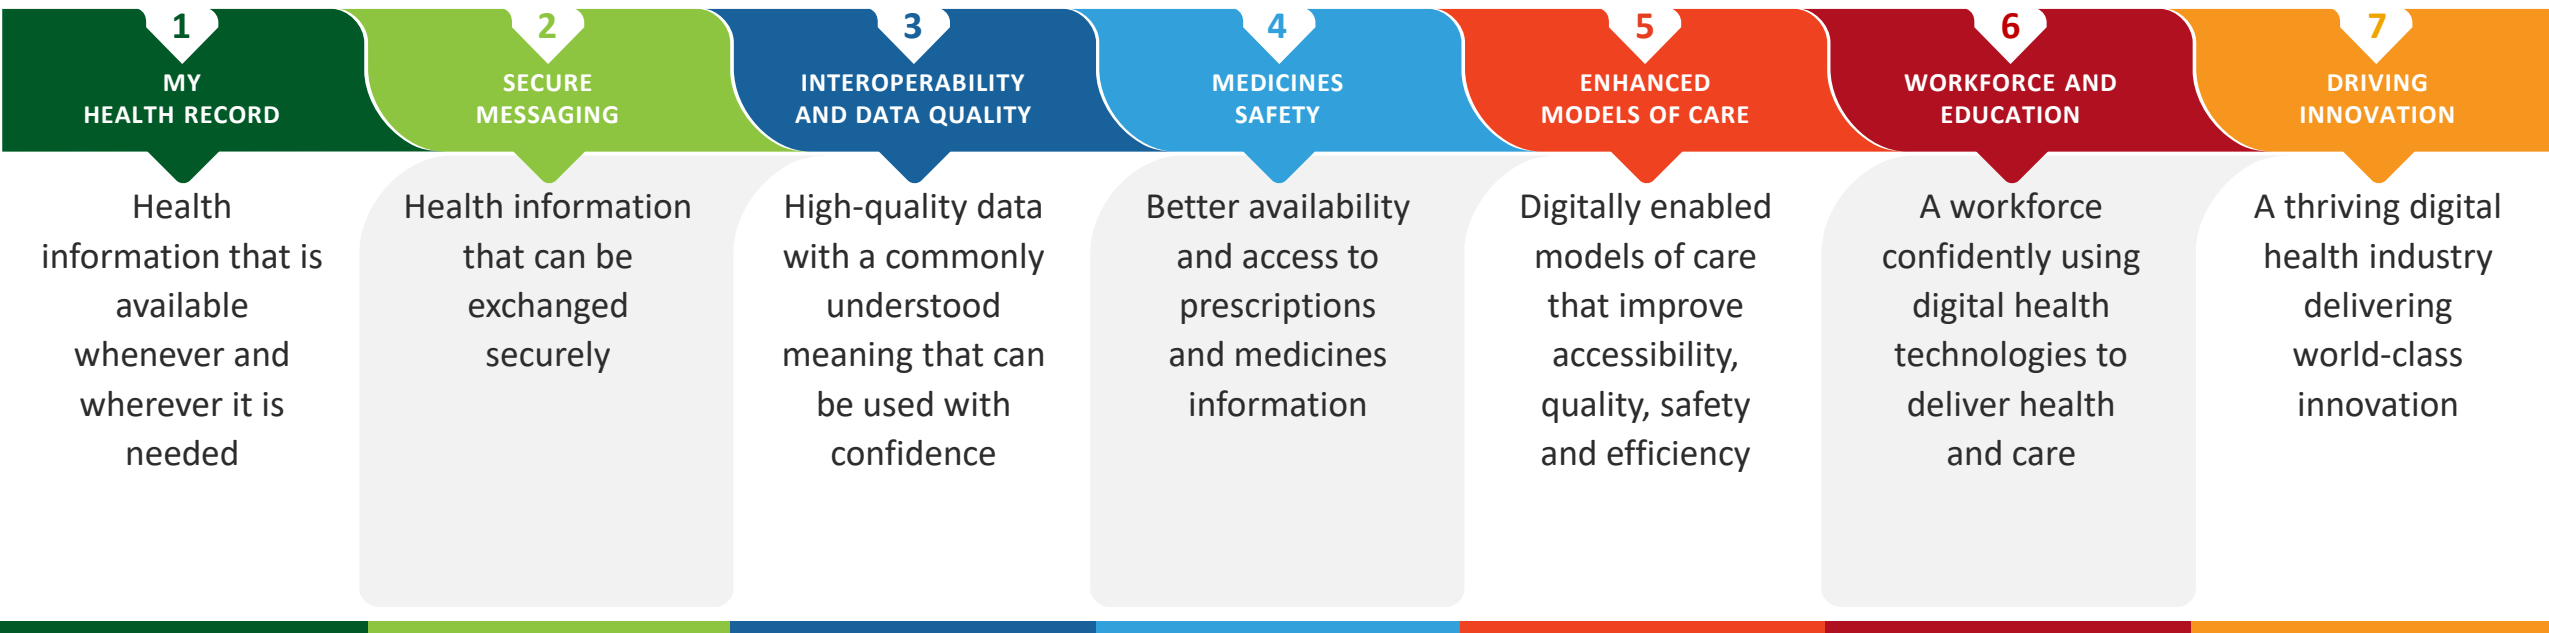 1
MY
HEALTH RECORD
Health
information that is
available
whenever and
wherever it is
needed
2
SECURE
MESSAGING
Health information
that can be
exchanged
securely
3
INTEROPERABILITY
AND DATA QUALITY
High-quality data
with a commonly
understood
meaning that can
be used with
confidence
4
MEDICINES
SAFETY
Better availability
and access to
prescriptions
and medicines
information
5
ENHANCED
MODELS OF CARE
Digitally enabled
models of care
that improve
accessibility,
quality, safety
and efficiency
6
WORKFORCE AND
EDUCATION
A workforce
confidently using
digital health
technologies to
deliver health
and care
7
DRIVING
INNOVATION
A thriving digital
health industry
delivering
world-class
innovation